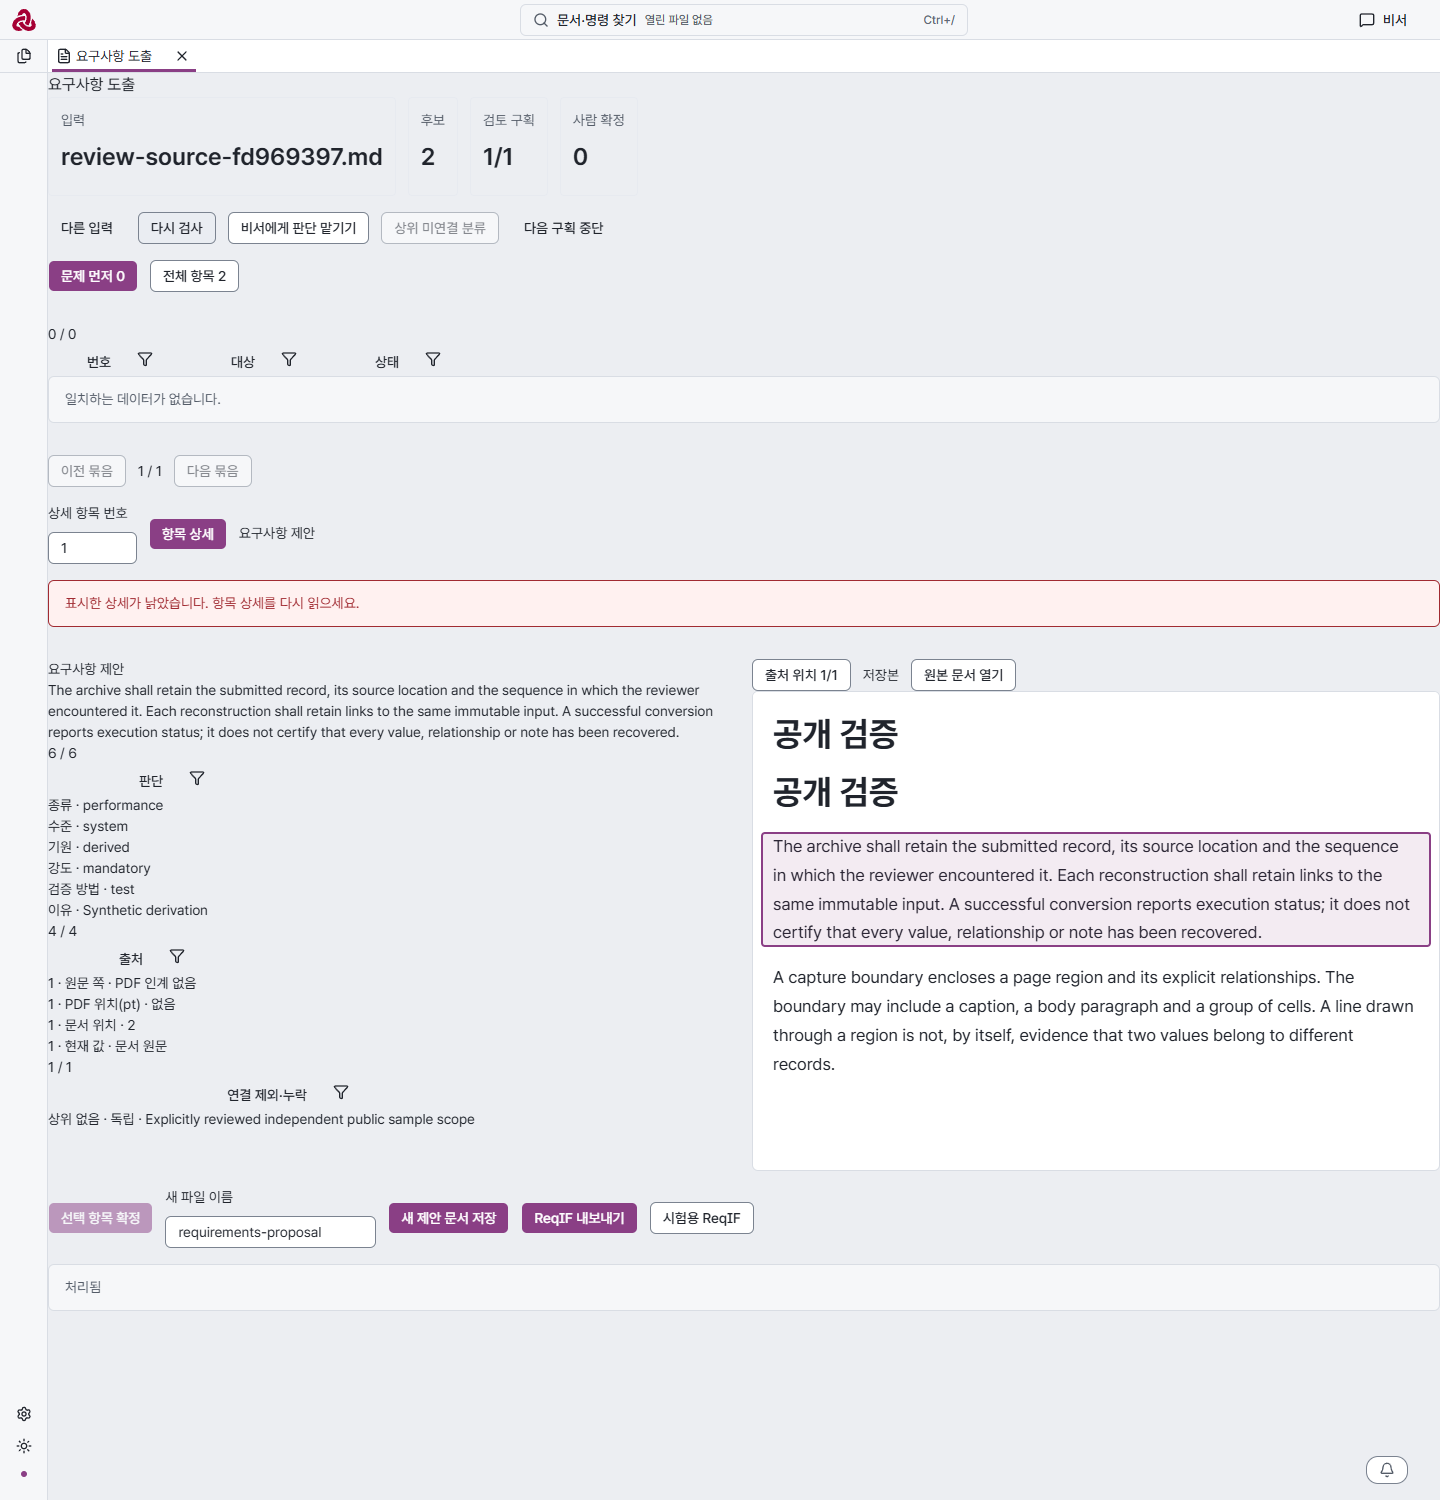 문서·명령 찾기 열린 파일 없음 Ctrl+/
비서
요구사항 도출
요구사항 도출
입력
review-source-fd969397.md
후보
2
검토 구획
1/1
사람 확정
0
다른 입력 다시 검사 비서에게 판단 맡기기 상위 미연결 분류 다음 구획 중단
문제 먼저 0 전체 항목 2
0 / 0
번호 대상 상태
일치하는 데이터가 없습니다.
이전 묶음 1 / 1 다음 묶음
상세 항목 번호
1 항목 상세 요구사항 제안
표시한 상세가 낡았습니다. 항목 상세를 다시 읽으세요.
요구사항 제안
The archive shall retain the submitted record, its source location and the sequence in which the reviewer
encountered it. Each reconstruction shall retain links to the same immutable input. A successful conversion
reports execution status; it does not certify that every value, relationship or note has been recovered.
6 / 6
판단
종류 · performance
수준 · system
기원 · derived
강도 · mandatory
검증 방법 · test
이유 · Synthetic derivation
4 / 4
출처
1 · 원문 쪽 · PDF 인계 없음
1 · PDF 위치(pt) · 없음
1 · 문서 위치 · 2
1 · 현재 값 · 문서 원문
1 / 1
연결 제외·누락
상위 없음 · 독립 · Explicitly reviewed independent public sample scope
출처 위치 1/1 저장본 원본 문서 열기
공개 검증
공개 검증
The archive shall retain the submitted record, its source location and the sequence
in which the reviewer encountered it. Each reconstruction shall retain links to the
same immutable input. A successful conversion reports execution status; it does not
certify that every value, relationship or note has been recovered.
A capture boundary encloses a page region and its explicit relationships. The
boundary may include a caption, a body paragraph and a group of cells. A line drawn
through a region is not, by itself, evidence that two values belong to different
records.
선택 항목 확정
새 파일 이름
requirements-proposal
새 제안 문서 저장 ReqIF 내보내기 시험용 ReqIF
처리됨